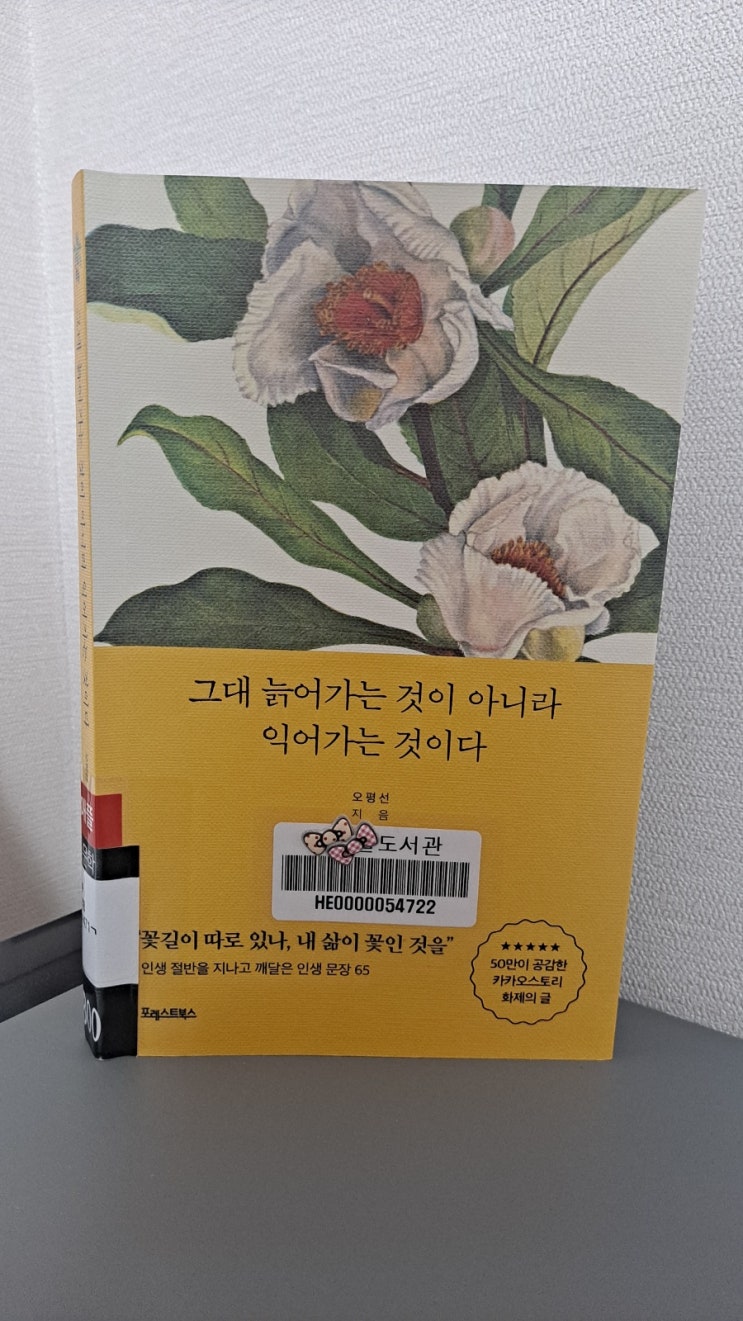 그대 늙어가는 것이 아니라
익어가는 것이다
오평선
지 음
도서관
HE0000054722
"꽃길이 따로 있나, 내 삶이 꽃인 것을"
인생 절반을 지나고 깨달은 인생 문장 65
포레스트북스
★★★★★
50만이 공감한
카카오스토리
화제의 글